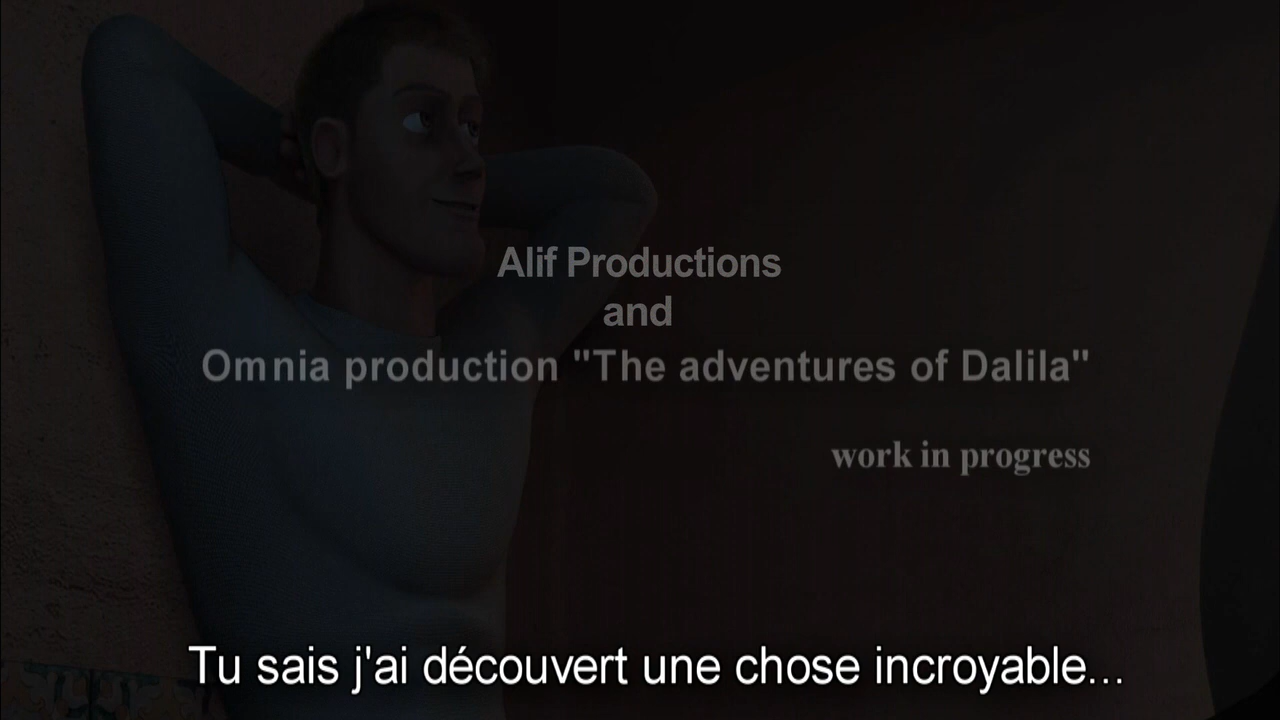 Alif Productions
and
Omnia production "The adventures of Dalila"
work in progress
Tu sais j'ai découvert une chose incroyable...